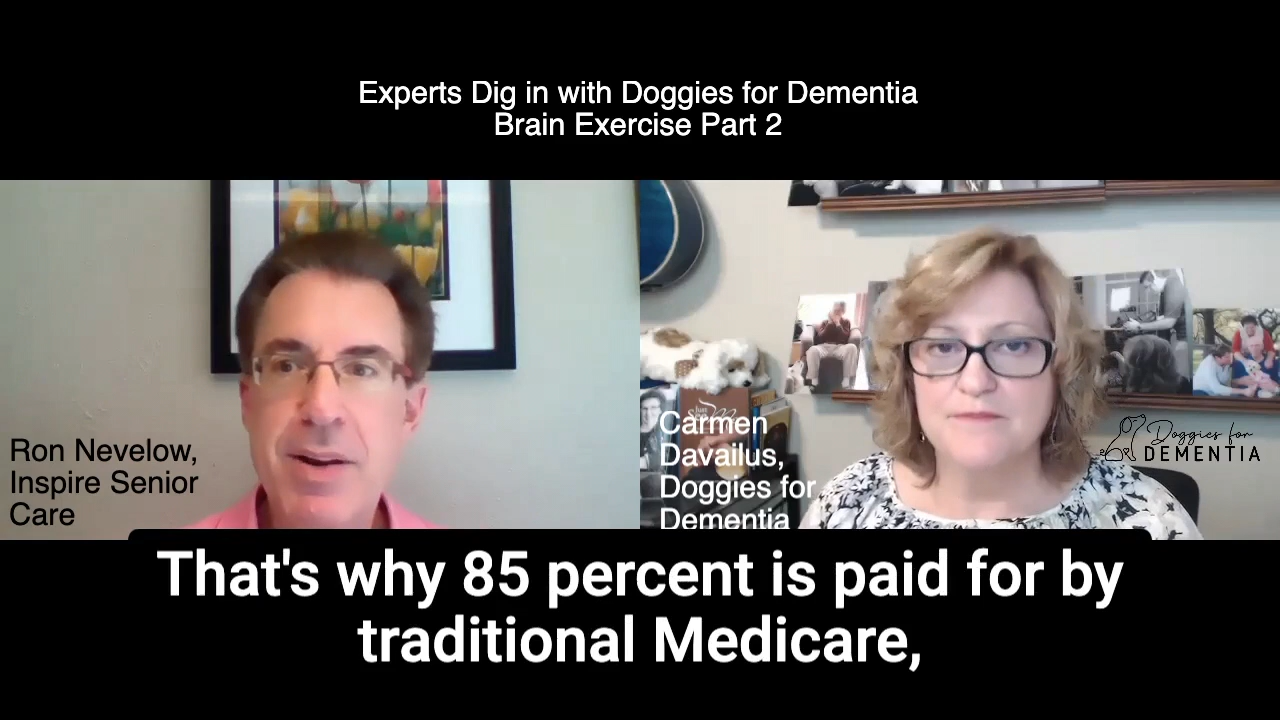 Experts Dig in with Doggies for Dementia
Brain Exercise Part 2
Ron Nevelow,
Inspire Senior
Care
Carmen
Davailus,
Doggies for
Dementia
Doggies for
DEMENTIA
That's why 85 percent is paid for by
traditional Medicare,